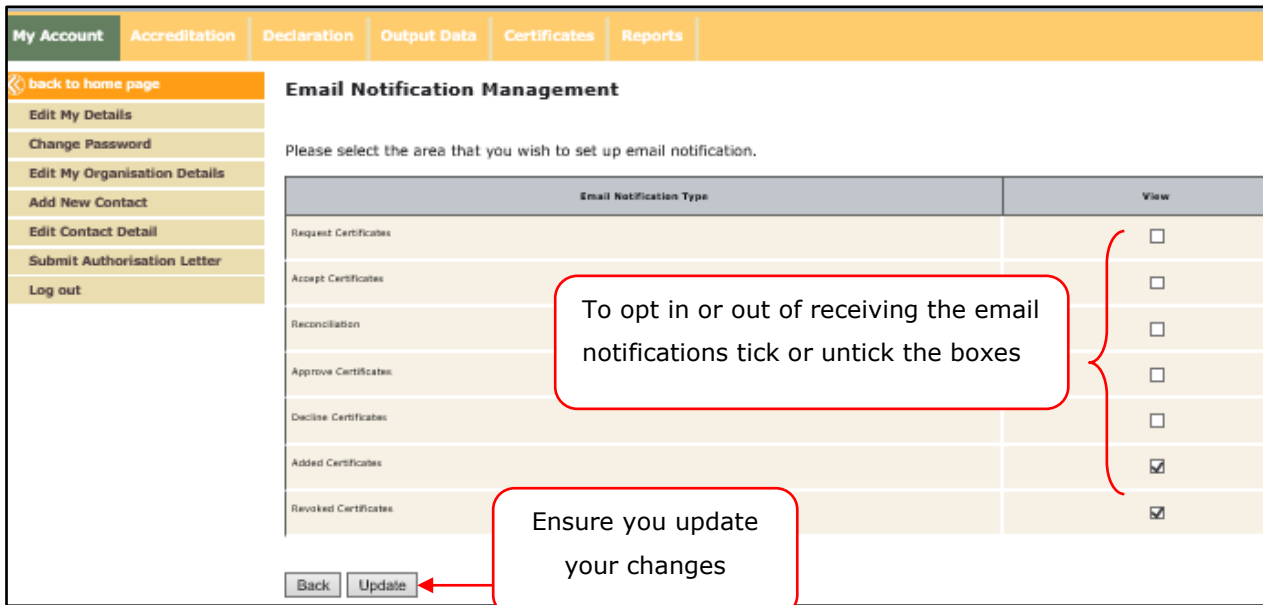 My Account Accreditation Declaration Output Data Certificates Reports
back to home page
Edit My Details
Change Password
Edit My Organisation Details
Add New Contact
Edit Contact Detail
Submit Authorisation Letter
Log out
Email Notification Management
Please select the area that you wish to set up email notification.
Email Notification Type View
Request Certificates
Accept Certificates
Reconciliation
Approve Certificates
Decline Certificates
Added Certificates
Revoked Certificates
To opt in or out of receiving the email
notifications tick or untick the boxes
Ensure you update
your changes
Back Update